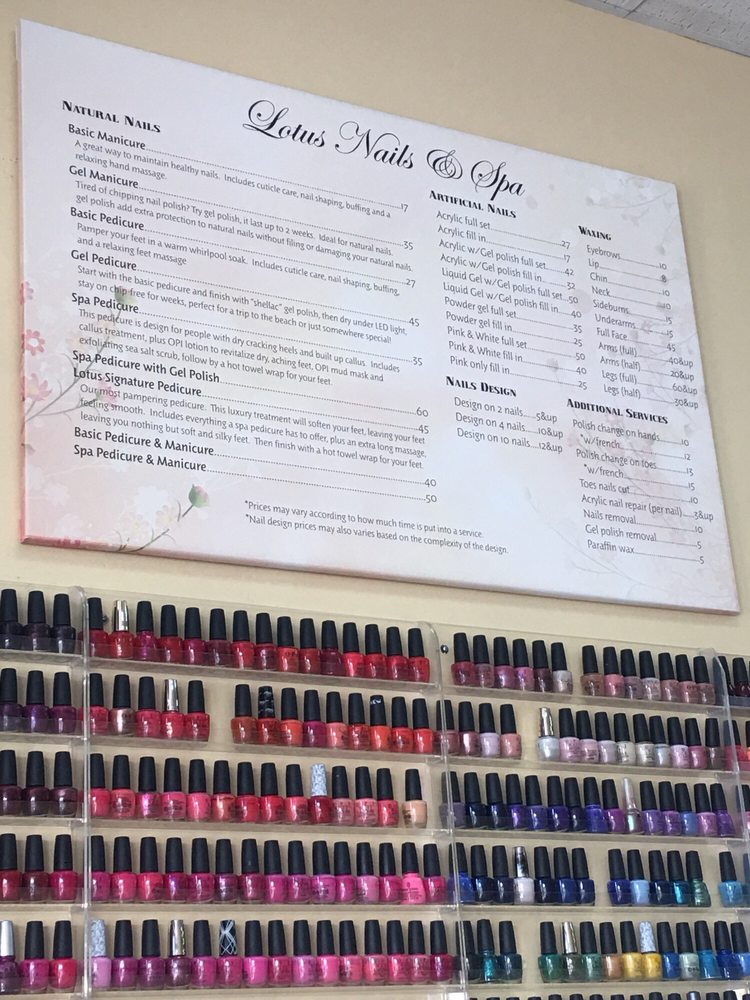 Lotus Nails & Spa
NATURAL NAILS
Basic Manicure...17
A great way to maintain healthy nails. Includes cuticle care, nail shaping, buffing and a
relaxing hand massage.
Gel Manicure...35
Tired of chipping nail polish? Try gel polish, it last up to 2 weeks. Ideal for natural nails.
gel polish add extra protection to natural nails without filing or damaging your natural nails.
Basic Pedicure...27
Pamper your feet in a warm whirlpool soak. Includes cuticle care, nail shaping, buffing,
and a relaxing feet massage
Gel Pedicure...45
Start with the basic pedicure and finish with "shellac" gel polish, then dry under LED light,
stay on chip free for weeks, perfect for a trip to the beach or just somewhere special!
Spa Pedicure...35
This pedicure is design for people with dry cracking heels and built up callus. Includes
callus treatment, plus OPI lotion to revitalize dry, aching feet, OPI mud mask and
exfoliating sea salt scrub, follow by a hot towel wrap for your feet.
Spa Pedicure with Gel Polish...60
Lotus Signature Pedicure...45
Our most pampering pedicure. This luxury treatment will soften your feet, leaving your feet
feeling smooth. Includes everything a spa pedicure has to offer, plus an extra long massage,
leaving you nothing but soft and silky feet. Then finish with a hot towel wrap for your feet.
Basic Pedicure & Manicure...40
Spa Pedicure & Manicure...50
*Prices may vary according to how much time is put into a service.
*Nail design prices may also varies based on the complexity of the design.
ARTIFICIAL NAILS
Acrylic full set...27
Acrylic fill in...17
Acrylic w/Gel polish full set...42
Acrylic w/Gel polish fill in...32
Liquid Gel w/Gel polish full set...50
Liquid Gel w/Gel polish fill in...40
Powder gel full set...35
Powder gel fill in...25
Pink & White full set...50
Pink & White fill in...40
Pink only fill in...25
NAILS DESIGN
Design on 2 nails...5&up
Design on 4 nails...10&up
Design on 10 nails...12&up
WAXING
Eyebrows...10
Lip...8
Chin...10
Neck...10
Sideburns...15
Underarms...15
Full Face...45
Arms (full)...40&up
Arms (half)...20&up
Legs (full)...60&up
Legs (half)...30&up
ADDITIONAL SERVICES
Polish change on hands...10
*w/french...12
Polish change on toes...13
*w/french...15
Toes nails cut...10
Acrylic nail repair (per nail)...3&up
Nails removal...10
Gel polish removal...5
Paraffin wax...5